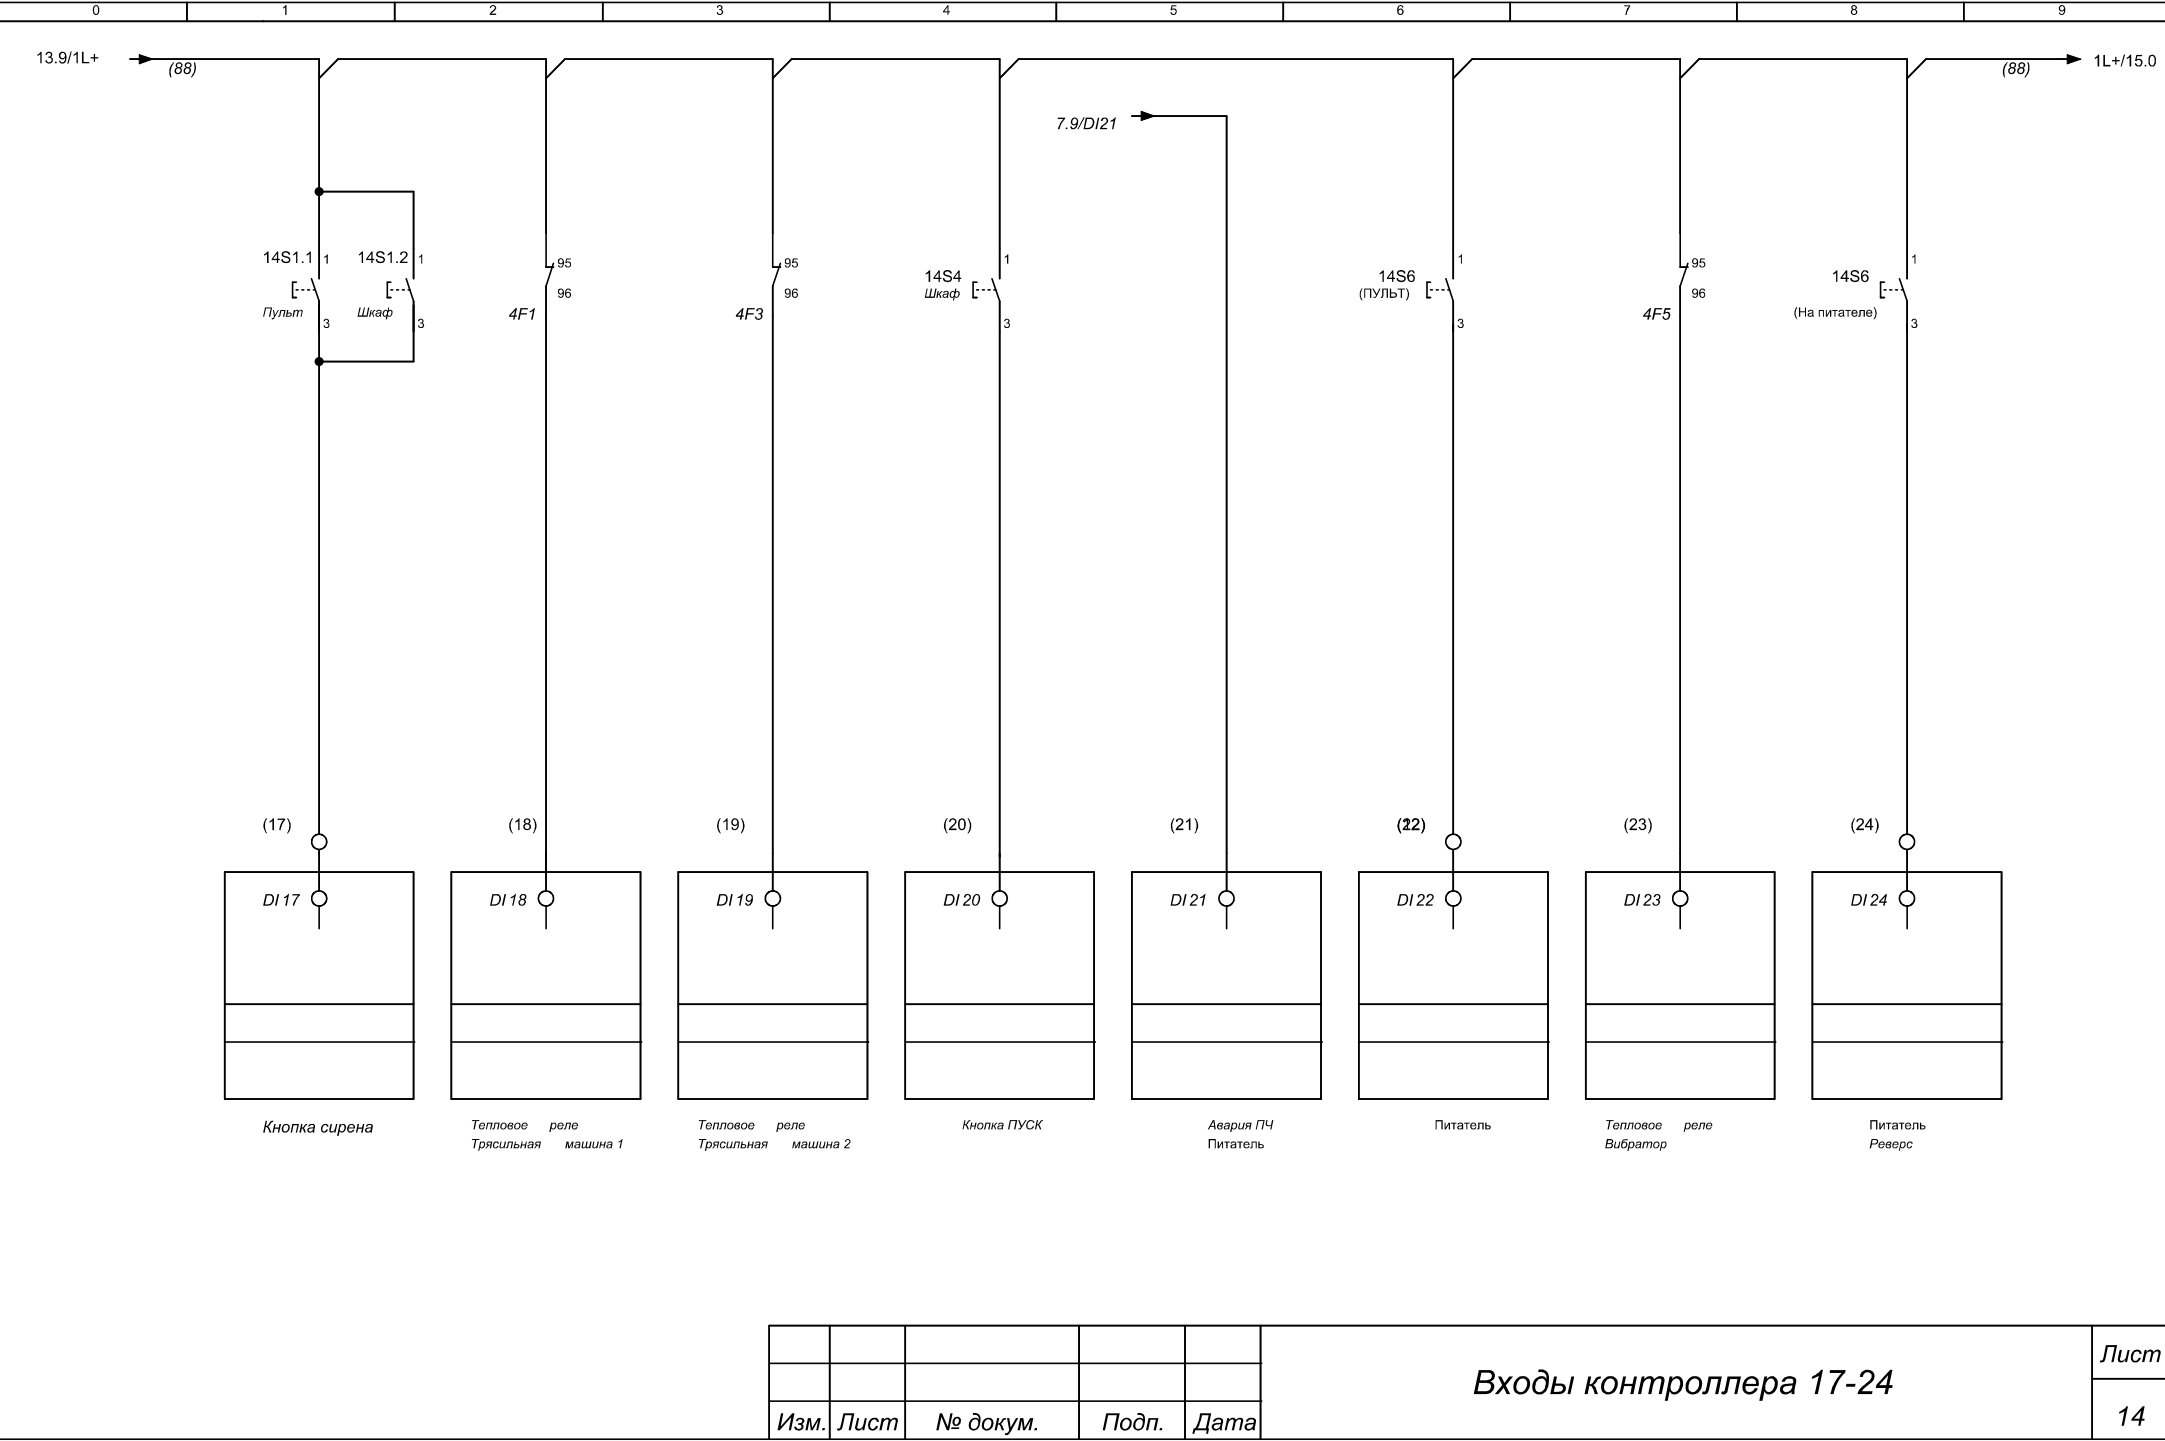 0 1 2 3 4 5 6 7 8 9
13.9/1L+ (88) (88) 1L+/15.0
7.9/DI21
14S1.1 1 14S1.2 1 95 95 1 1 95 1
14S4 14S6 14S6
96 96 Шкаф (ПУЛЬТ) 96
Пульт Шкаф 4F1 4F3 4F5 (На питателе)
3 3 3 3 3
(17) (18) (19) (20) (21) (22) (23) (24)
DI 17 DI 18 DI 19 DI 20 DI 21 DI 22 DI 23 DI 24
Кнопка сирена
Тепловое реле
Трясильная машина 1
Тепловое реле
Трясильная машина 2
Кнопка ПУСК
Авария ПЧ
Питатель
Питатель
Тепловое реле
Вибратор
Питатель
Реверс
Изм. Лист № докум. Подп. Дата
Входы контроллера 17-24
Лист
14